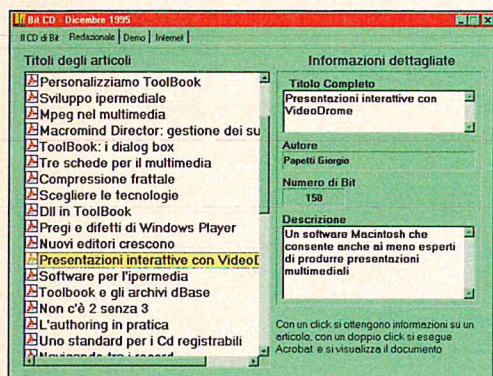 Bit CD - Dicembre 1995
Il CD di Bit Redazionale Demo Internet
Titoli degli articoli
Personalizziamo ToolBook
Sviluppo ipermediale
Mpeg nel multimedia
Macromind Director: gestione dei su
ToolBook: i dialog box
Tre schede per il multimedia
Compressione frattale
Scegliere le tecnologie
Dll in ToolBook
Pregi e difetti di Windows Player
Nuovi editori crescono
Presentazioni interattive con VideoD
Software per l'ipermedia
Toolbook e gli archivi dBase
Non c'è 2 senza 3
L'authoring in pratica
Uno standard per i Cd registrabili
Navigando tra i record
Informazioni dettagliate
Titolo Completo
Presentazioni interattive con
VideoDrome
Autore
Papetti Giorgio
Numero di Bit
158
Descrizione
Un software Macintosh che
consente anche ai meno esperti
di produrre presentazioni
multimediali
Con un click si ottengono informazioni su un
articolo, con un doppio click si esegue
Acrobat e si visualizza il documento